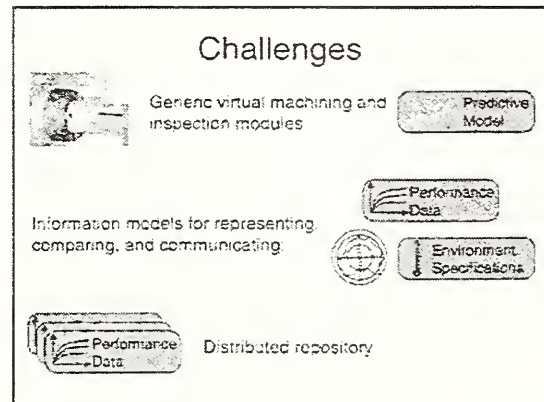 Challenges
Generic virtual machining and
inspection modules
Predictive
Model
Performance
Data
Information models for representing,
comparing, and communicating:
Environment
Specifications
Performance
Data
Distributed repository